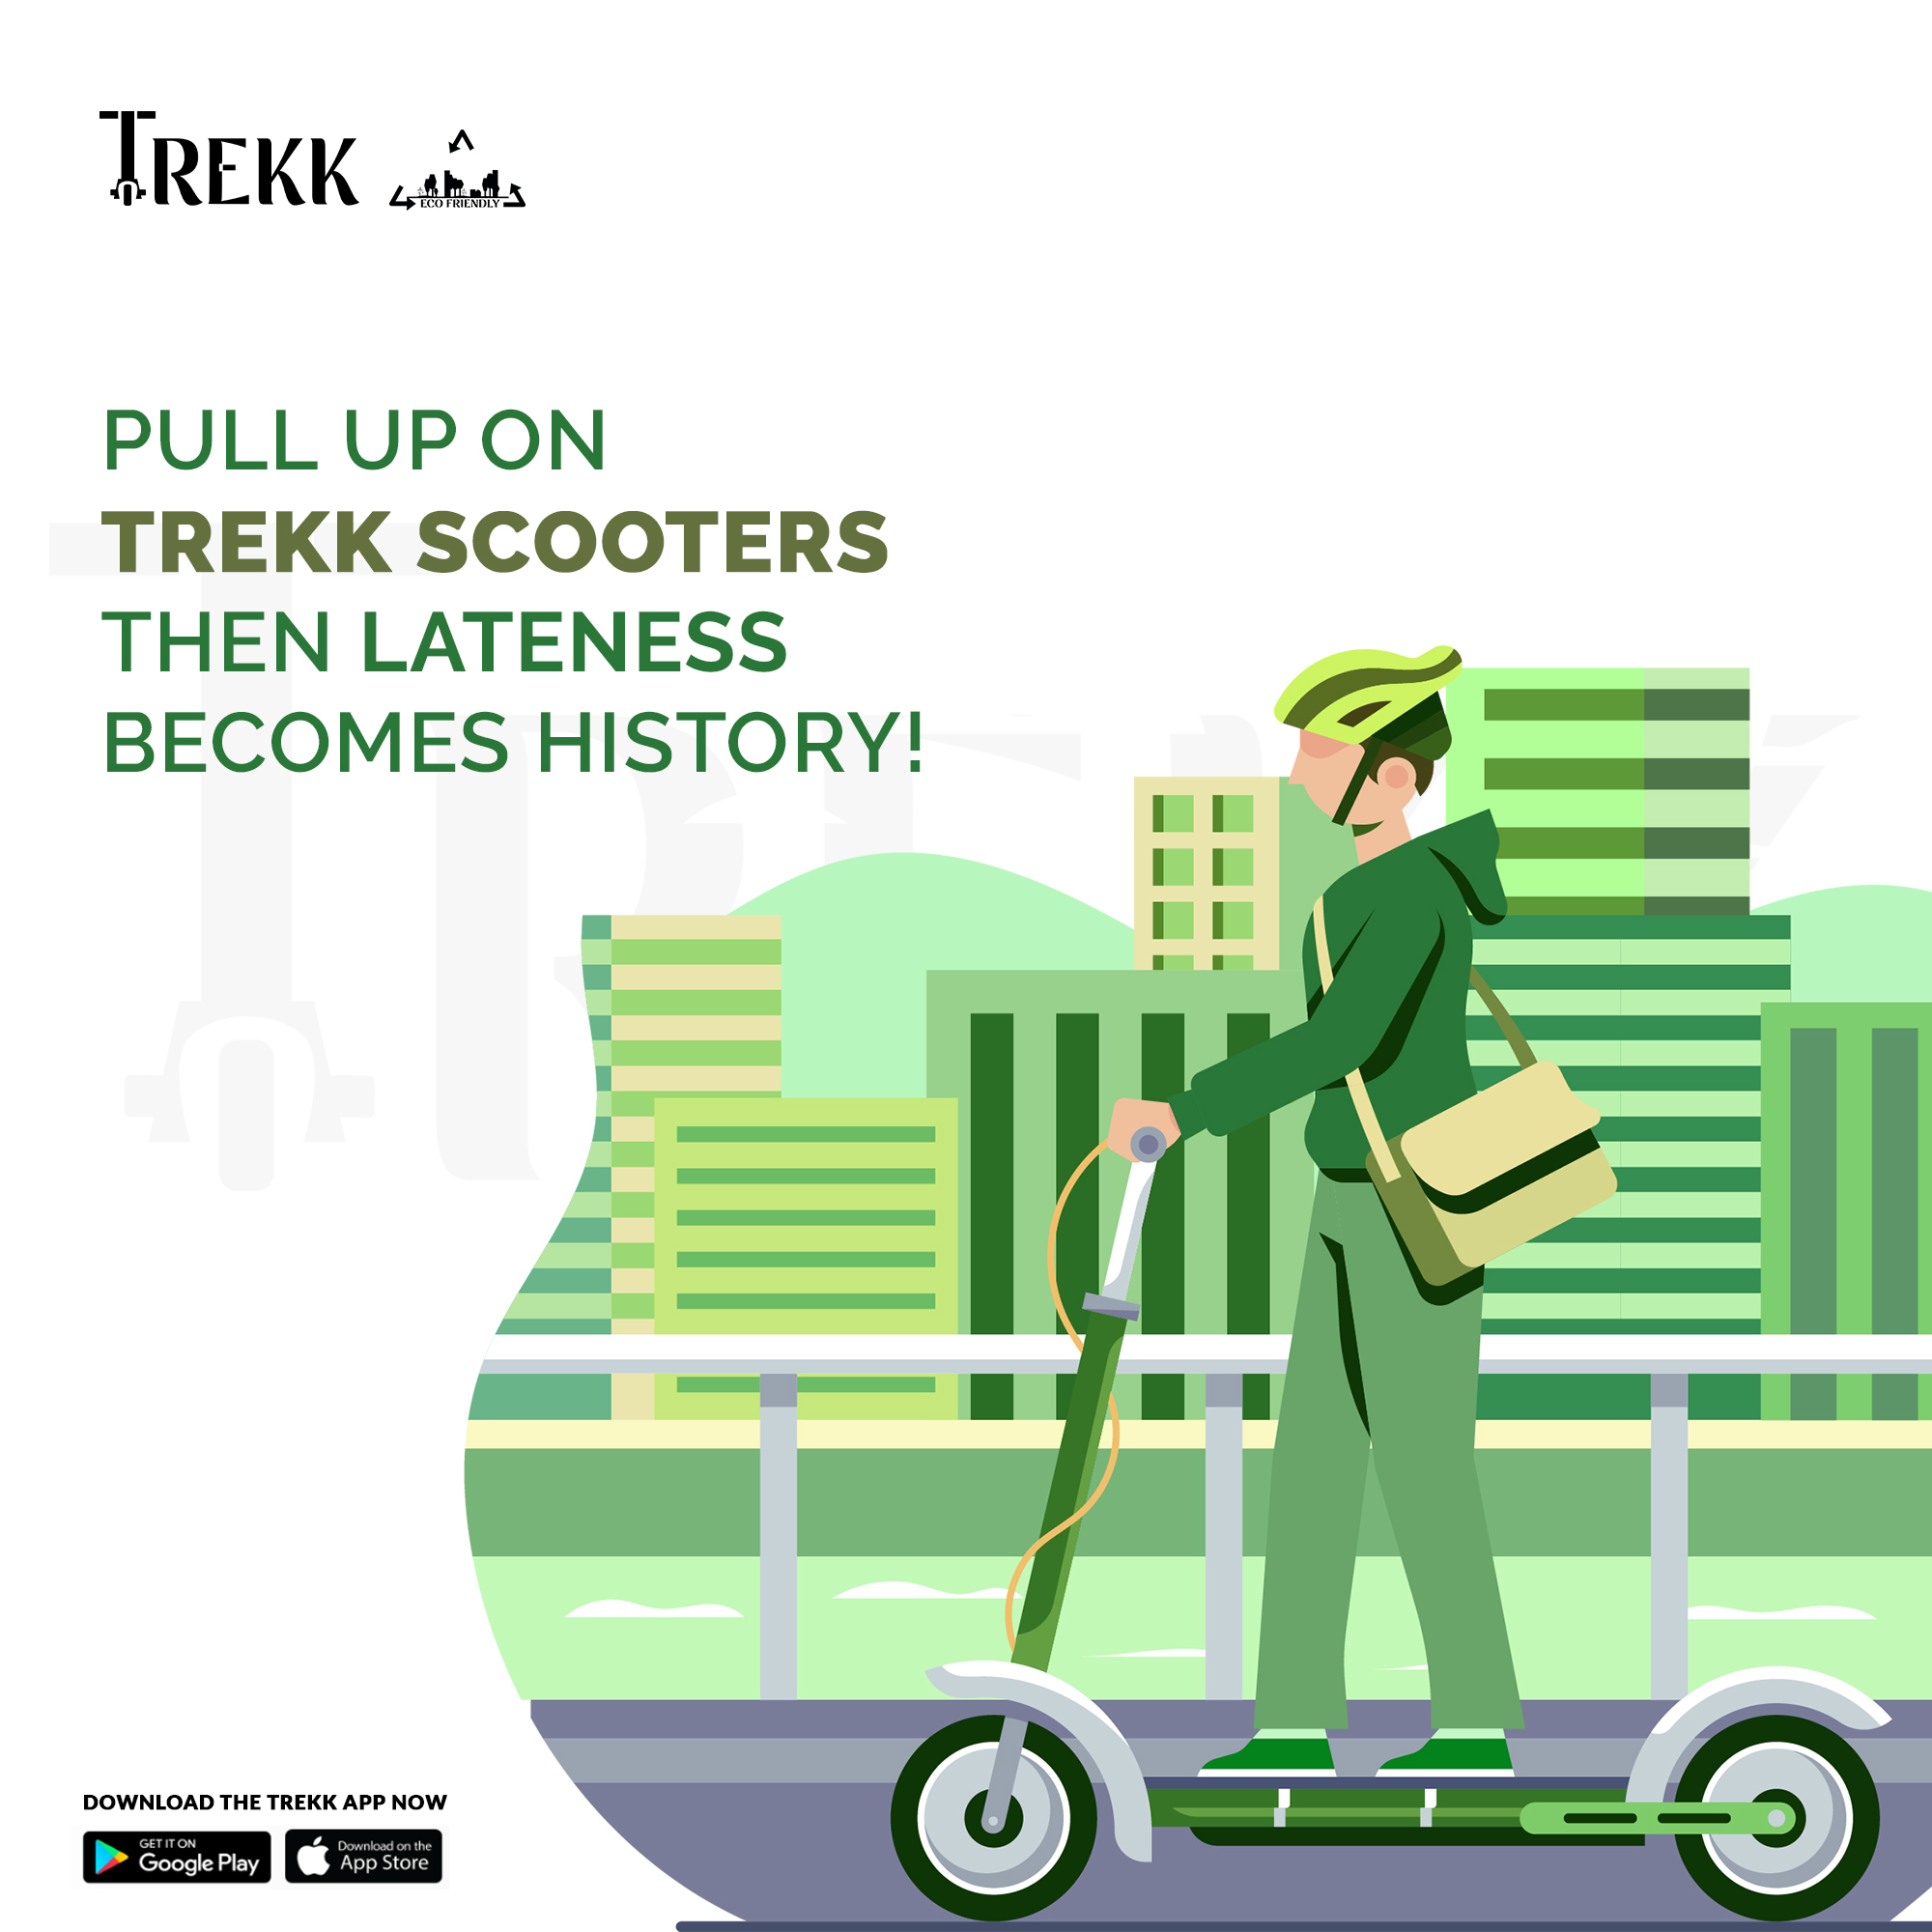 TREKK
ECO FRIENDLY
PULL UP ON
TREKK SCOOTERS
THEN LATENESS
BECOMES HISTORY!
DOWNLOAD THE TREKK APP NOW
GET IT ON
Google Play
Download on the
App Store